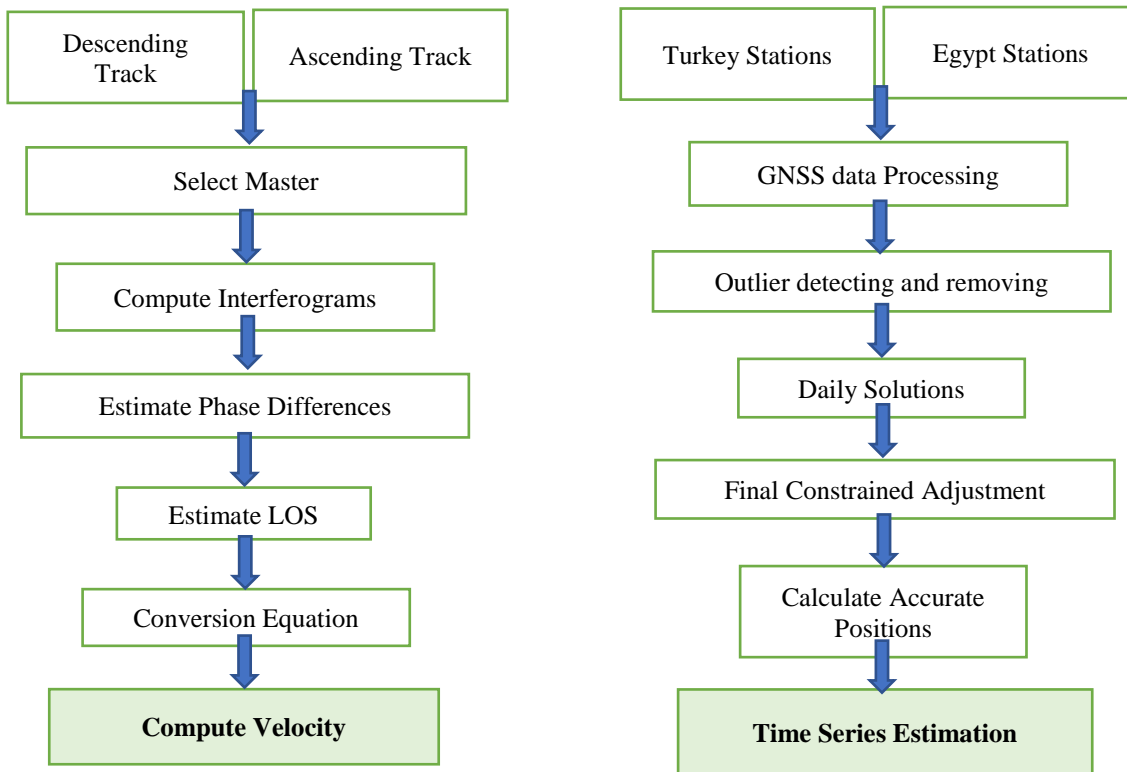 Descending
Track
Ascending Track
Select Master
Compute Interferograms
Estimate Phase Differences
Estimate LOS
Conversion Equation
Compute Velocity
Turkey Stations
Egypt Stations
GNSS data Processing
Outlier detecting and removing
Daily Solutions
Final Constrained Adjustment
Calculate Accurate
Positions
Time Series Estimation